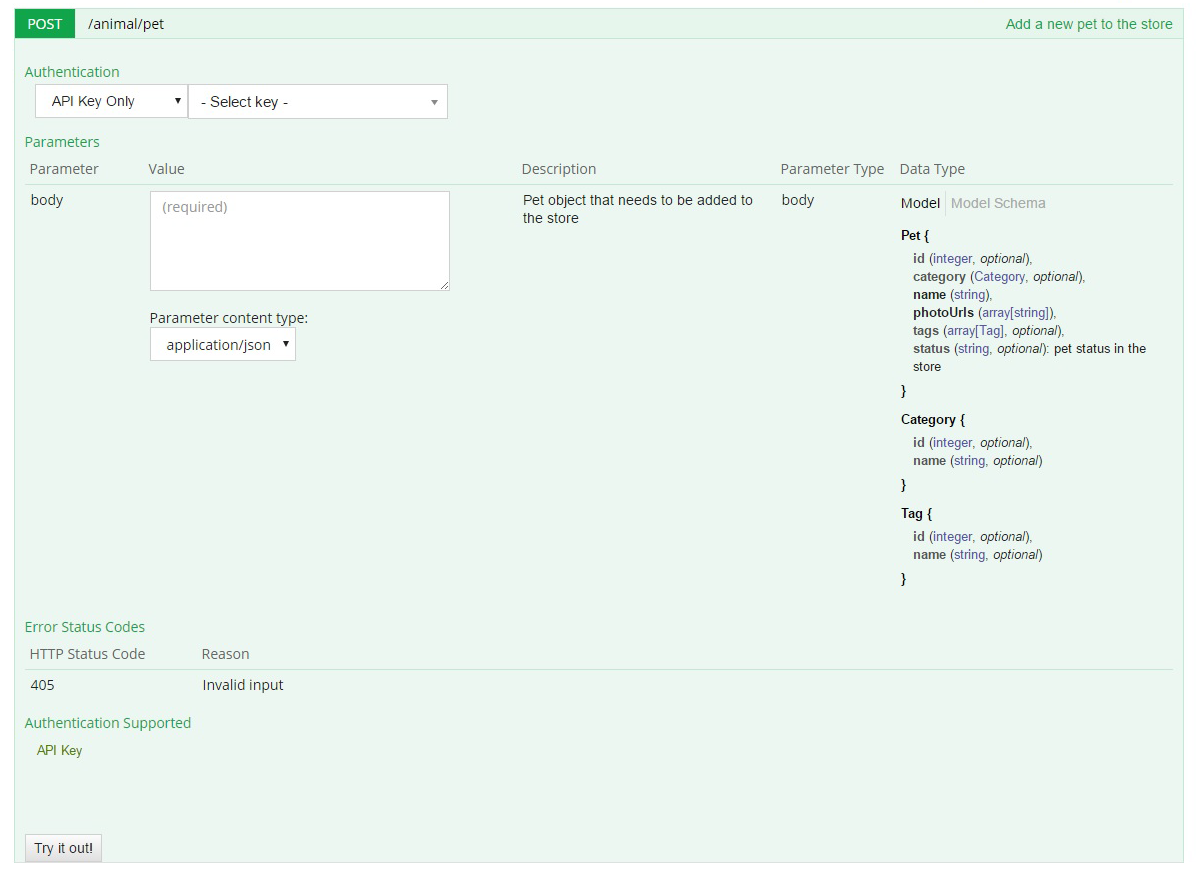 POST /animal/pet Add a new pet to the store
Authentication
API Key Only - Select key -
Parameters
Parameter Value Description Parameter Type Data Type
body (required) Pet object that needs to be added to the store body Model Model Schema
Parameter content type:
application/json
Pet {
id (integer, optional),
category (Category, optional),
name (string),
photoUrls (array[string]),
tags (array[Tag], optional),
status (string, optional): pet status in the
store
}
Category {
id (integer, optional),
name (string, optional)
}
Tag {
id (integer, optional),
name (string, optional)
}
Error Status Codes
HTTP Status Code Reason
405 Invalid input
Authentication Supported
API Key
Try it out!